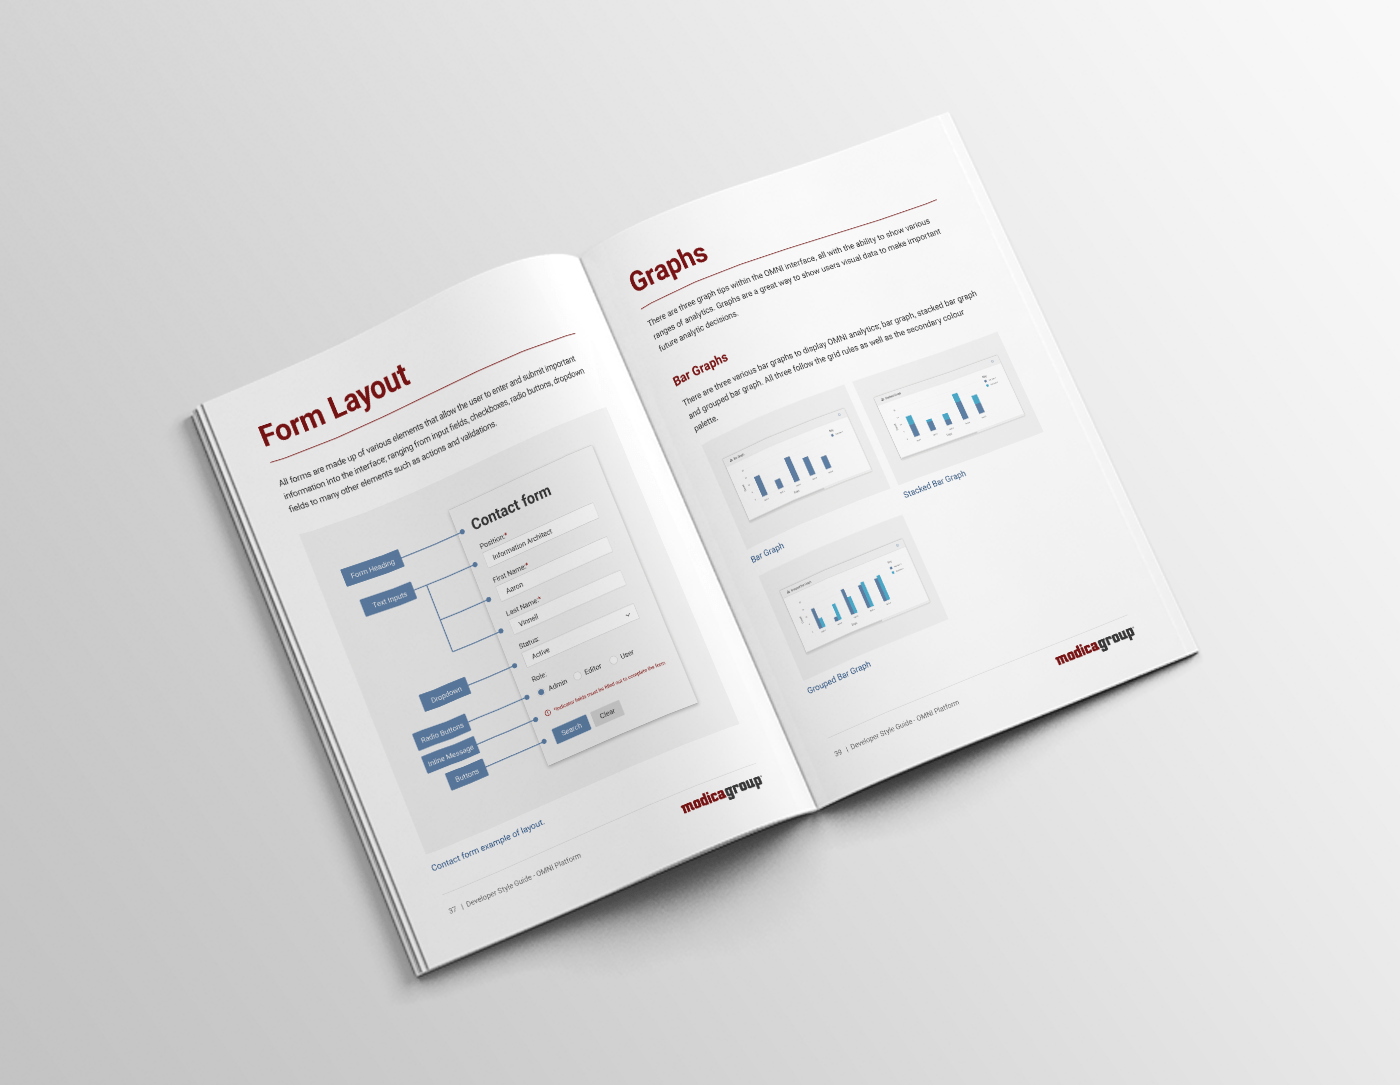 Form Layout
All forms are made up of various elements that allow the user to enter and submit important
information into the interface; ranging from input fields, checkboxes, radio buttons, dropdown
fields to many other elements such as actions and validations.
Contact form
Form Heading
Position:*
Information Architect
Text Inputs
First Name:*
Aaron
Last Name:*
Vinnell
Status:
Active
Dropdown
Role:
Admin
Editor
User
Radio Buttons
*Indicator fields must be filled out to complete the form
Inline Message
Search
Clear
Buttons
Contact form example of layout.
modicagroup
37 | Developer Style Guide - OMNI Platform
Graphs
There are three graph tips within the OMNI interface, all with the ability to show various
ranges of analytics. Graphs are a great way to show users visual data to make important
future analytic decisions.
Bar Graphs
There are three various bar graphs to display OMNI analytics; bar graph, stacked bar graph
and grouped bar graph. All three follow the grid rules as well as the secondary colour
palette.
Bar Graph
Stacked Bar Graph
Grouped Bar Graph
modicagroup
39 | Developer Style Guide - OMNI Platform